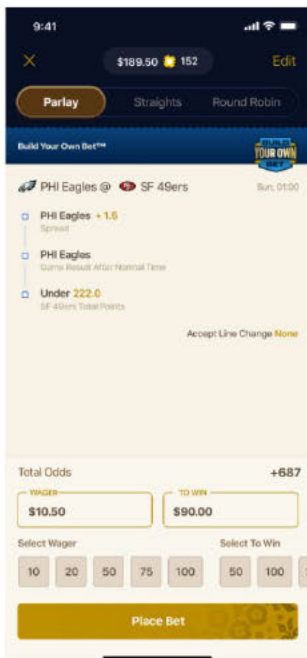 9:41
$189.50 152 Edit
Parlay Straights Round Robin
Build Your Own Bet™
BUILD
YOUR OWN
BET
PHI Eagles @ SF 49ers Sun, 01:00
PHI Eagles + 1.5
Spread
PHI Eagles
Game Result After Normal Time
Under 222.0
SF 49ers Total Points
Accept Line Change None
Total Odds +687
WAGER TO WIN
$10.50 $90.00
Select Wager Select To Win
10 20 50 75 100 50 100
Place Bet